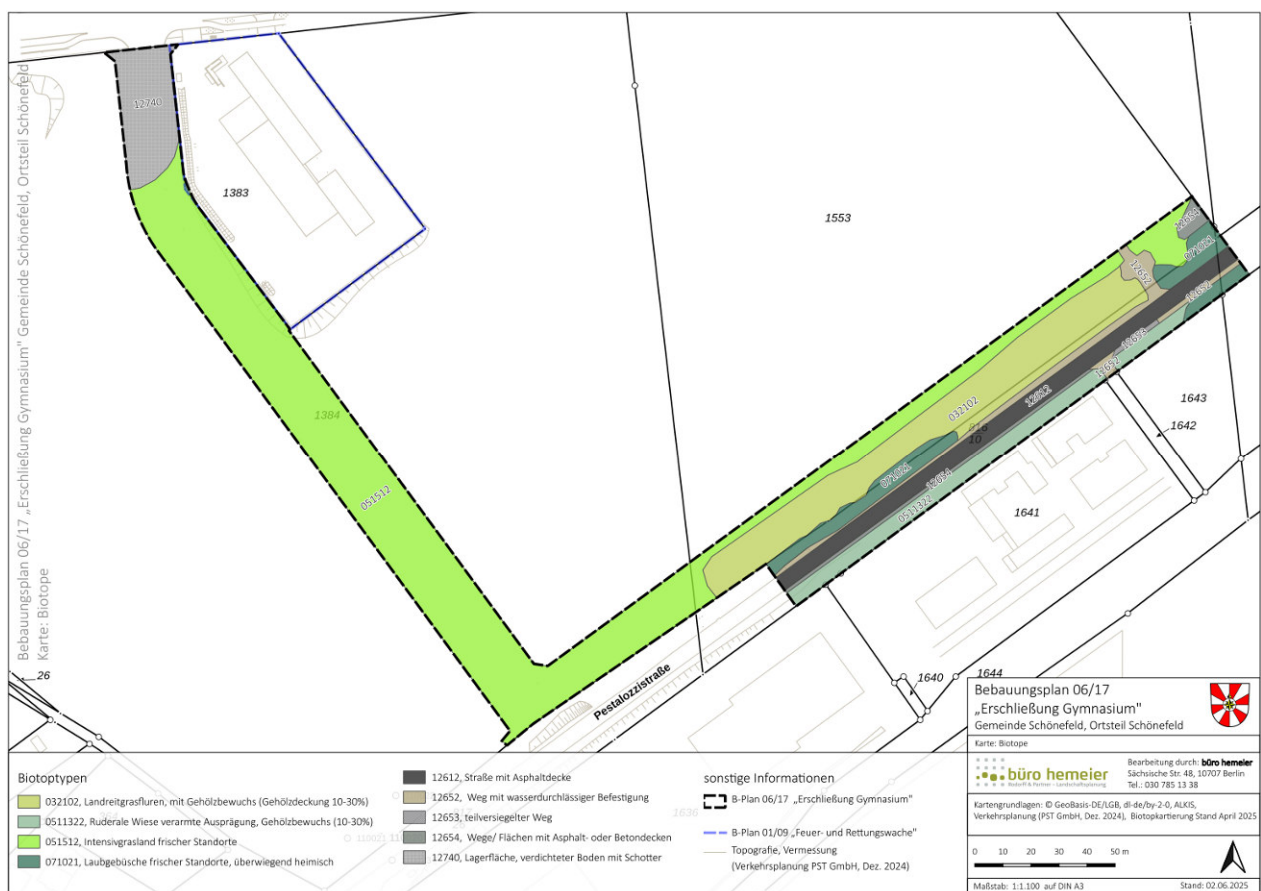 Bebauungsplan 06/17 „Erschließung Gymnasium" Gemeinde Schönefeld, Ortsteil Schönefeld
Karte: Biotope
12740
1383
1553
12654
071021
12652
12652
12653
12652
032102
12612
816
10
1643
1642
1384
051512
071021
12654
0511322
1641
Pestalozzistraße
26
1640
1644
1636
Bebauungsplan 06/17
„Erschließung Gymnasium"
Gemeinde Schönefeld, Ortsteil Schönefeld
Karte: Biotope
büro hemeier
Bearbeitung durch: büro hemeier
Sächsische Str. 48, 10707 Berlin
Tel.: 030 785 13 38
Kartengrundlagen: © GeoBasis-DE/LGB, dl-de/by-2-0, ALKIS,
Verkehrsplanung (PST GmbH, Dez. 2024), Biotopkartierung Stand April 2025
0 10 20 30 40 50 m
Maßstab: 1:1.100 auf DIN A3
Stand: 02.06.2025
Biotoptypen
032102, Landreitgrasfluren, mit Gehölzbewuchs (Gehölzdeckung 10-30%)
0511322, Ruderale Wiese verarmte Ausprägung, Gehölzbewuchs (10-30%)
051512, Intensivgrasland frischer Standorte
071021, Laubgebüsche frischer Standorte, überwiegend heimisch
12612, Straße mit Asphaltdecke
12652, Weg mit wasserdurchlässiger Befestigung
12653, teilversiegelter Weg
12654, Wege/ Flächen mit Asphalt- oder Betondecken
12740, Lagerfläche, verdichteter Boden mit Schotter
sonstige Informationen
B-Plan 06/17 „Erschließung Gymnasium"
B-Plan 01/09 „Feuer- und Rettungswache"
Topografie, Vermessung
(Verkehrsplanung PST GmbH, Dez. 2024)